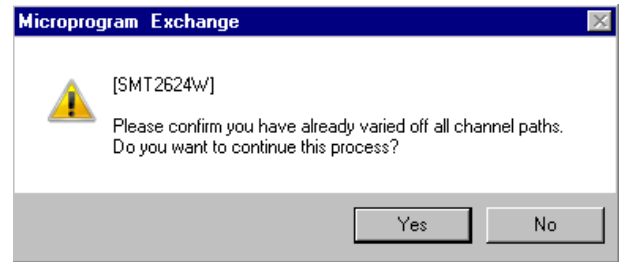 Microprogram Exchange
[SMT2624W]
Please confirm you have already varied off all channel paths.
Do you want to continue this process?
Yes No